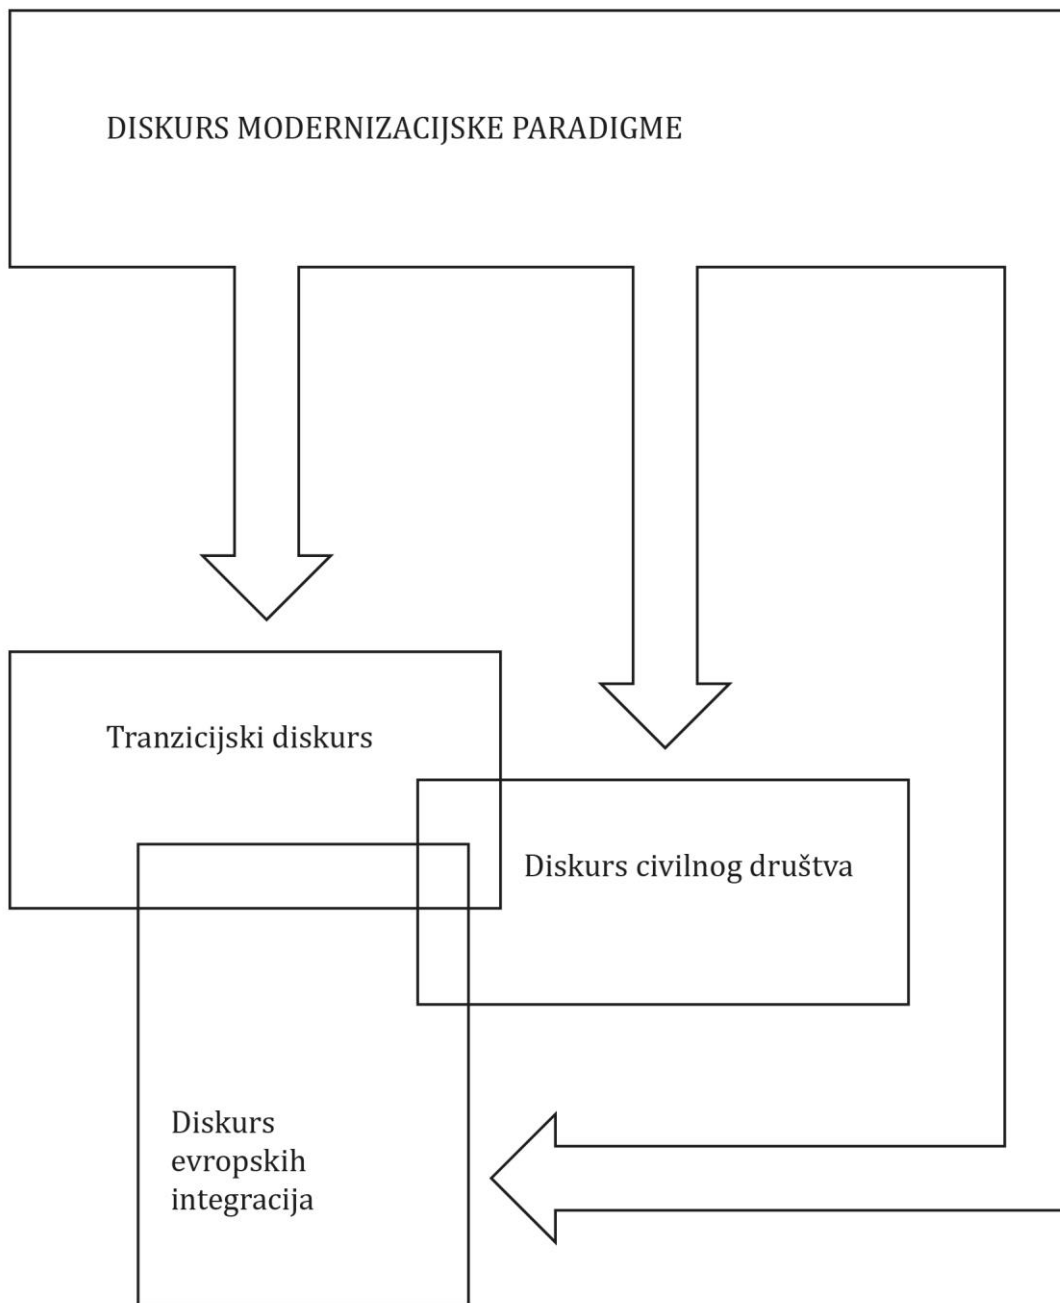 DISKURS MODERNIZACIJSKE PARADIGME
Tranzicijski diskurs
Diskurs civilnog društva
Diskurs
evropskih
integracija